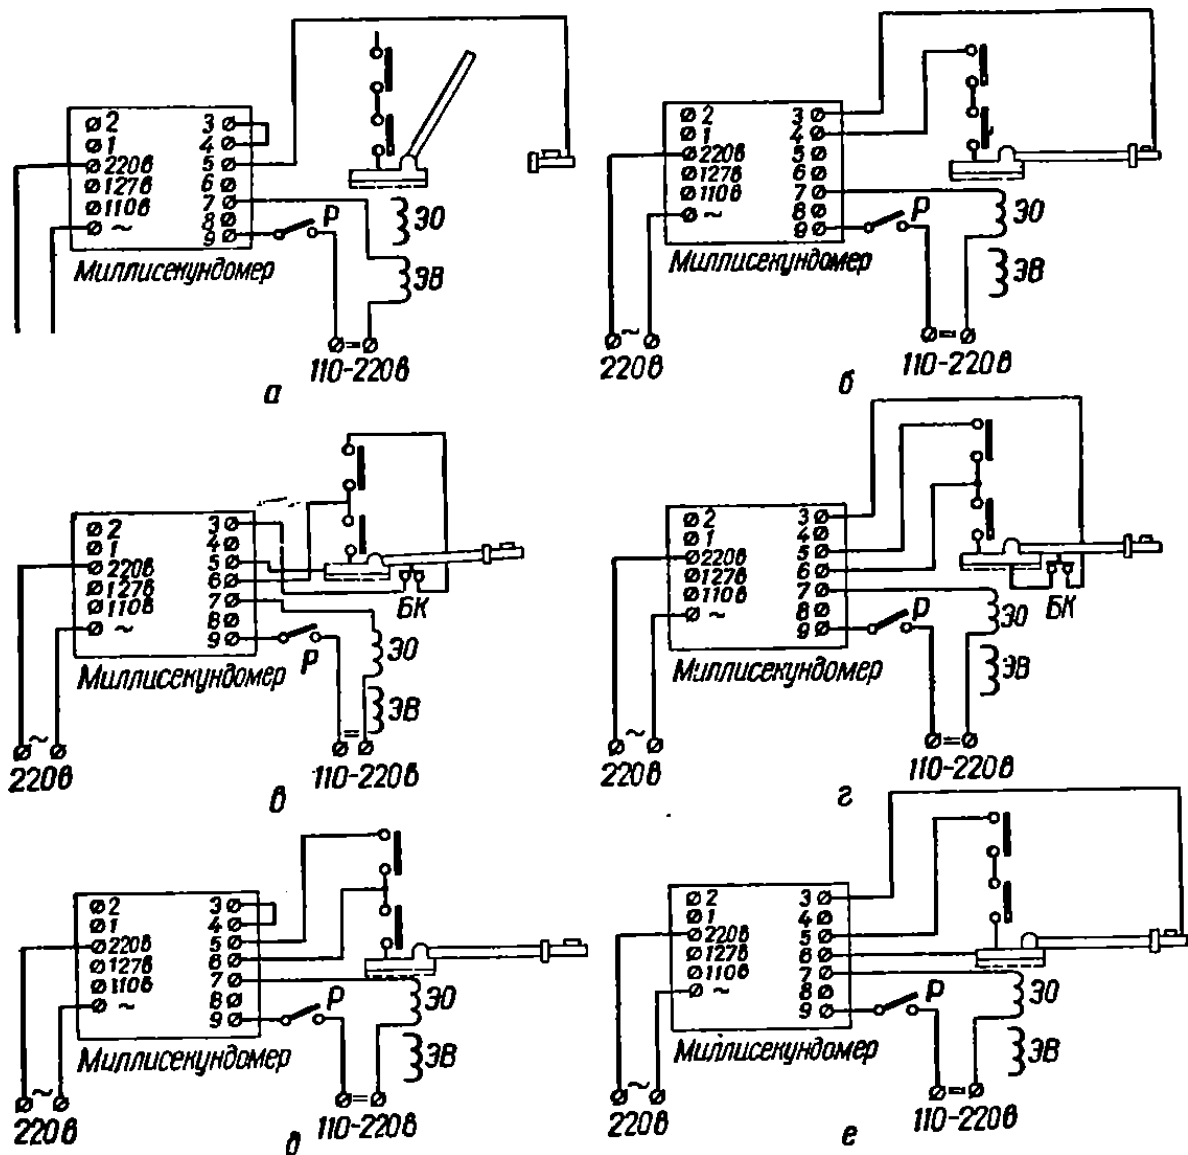 2 3
1 4
220в 5
127в 6
110в 7
~ 8
9
Р
ЭО
ЭВ
Миллисекундомер
=
110-220в
а
2 3
1 4
220в 5
127в 6
110в 7
~ 8
9
Р
ЭО
ЭВ
Миллисекундомер
~
220в
=
110-220в
б
2 3
1 4
220в 5
127в 6
110в 7
~ 8
9
БК
Р
ЭО
ЭВ
Миллисекундомер
~
220в
=
110-220в
в
2 3
1 4
220в 5
127в 6
110в 7
~ 8
9
БК
Р
ЭО
ЭВ
Миллисекундомер
~
220в
=
110-220в
г
2 3
1 4
220в 5
127в 6
110в 7
~ 8
9
Р
ЭО
ЭВ
Миллисекундомер
~
220в
=
110-220в
д
2 3
1 4
220в 5
127в 6
110в 7
~ 8
9
Р
ЭО
ЭВ
Миллисекундомер
~
220в
=
110-220в
е